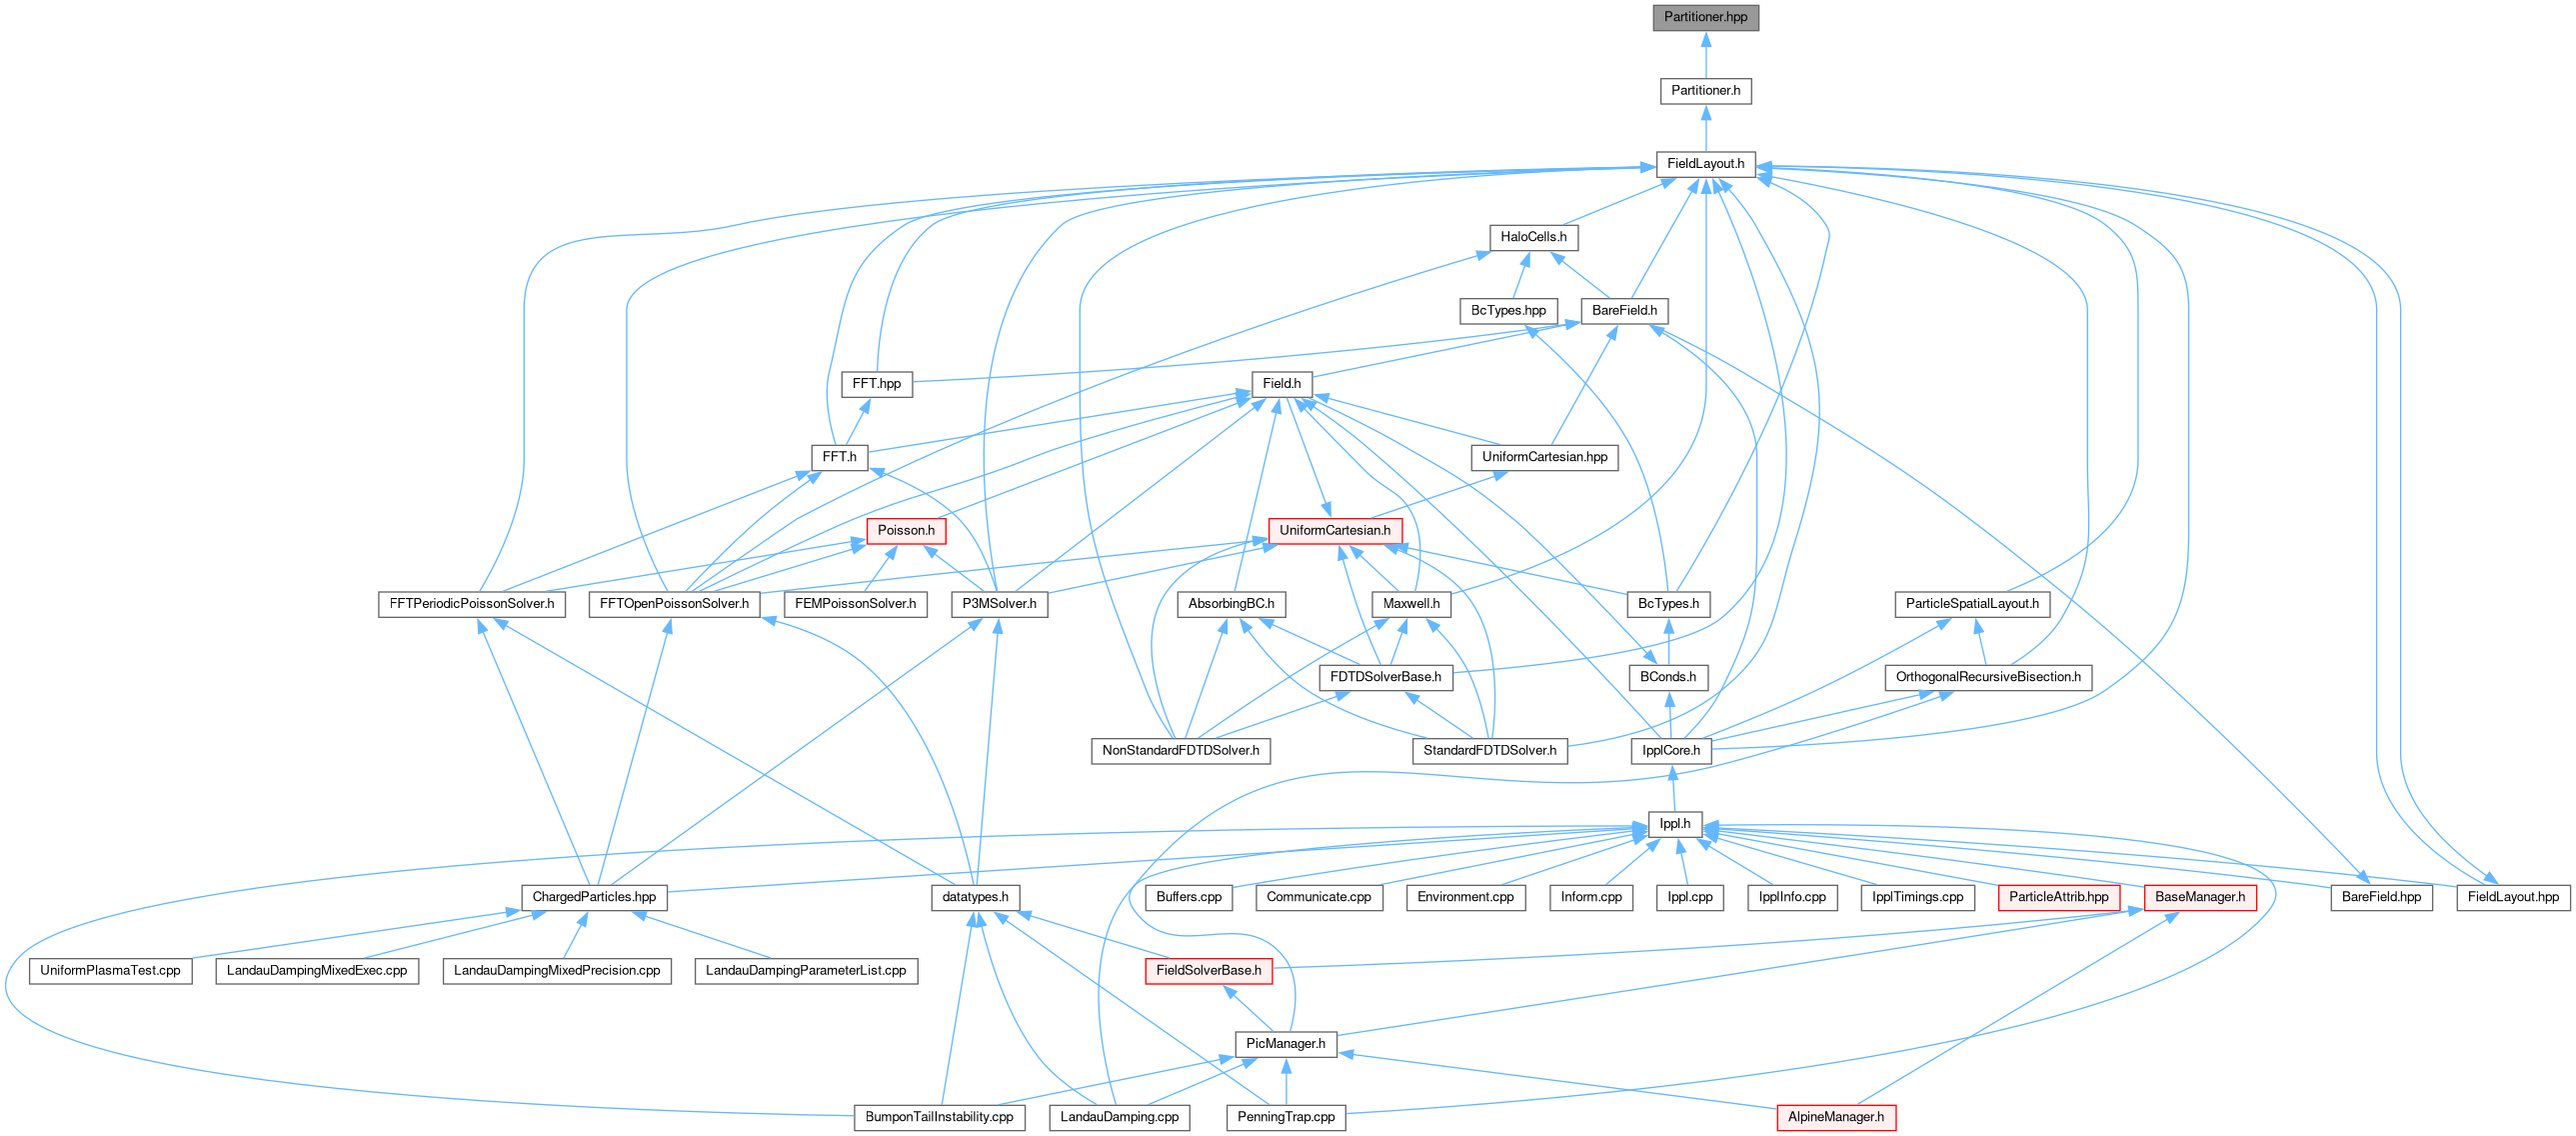 Partitioner.hpp
Partitioner.h
FieldLayout.h
HaloCells.h
BcTypes.hpp
BareField.h
FFT.hpp
Field.h
FFT.h
UniformCartesian.hpp
Poisson.h
UniformCartesian.h
FFTPeriodicPoissonSolver.h
FFTOpenPoissonSolver.h
FEMPoissonSolver.h
P3MSolver.h
AbsorbingBC.h
Maxwell.h
BcTypes.h
ParticleSpatialLayout.h
FDTDSolverBase.h
BConds.h
OrthogonalRecursiveBisection.h
NonStandardFDTDSolver.h
StandardFDTDSolver.h
IpplCore.h
Ippl.h
ChargedParticles.hpp
datatypes.h
Buffers.cpp
Communicate.cpp
Environment.cpp
Inform.cpp
Ippl.cpp
IpplInfo.cpp
IpplTimings.cpp
ParticleAttrib.hpp
BaseManager.h
BareField.hpp
FieldLayout.hpp
UniformPlasmaTest.cpp
LandauDampingMixedExec.cpp
LandauDampingMixedPrecision.cpp
LandauDampingParameterList.cpp
FieldSolverBase.h
PicManager.h
BumponTailInstability.cpp
LandauDamping.cpp
PenningTrap.cpp
AlpineManager.h